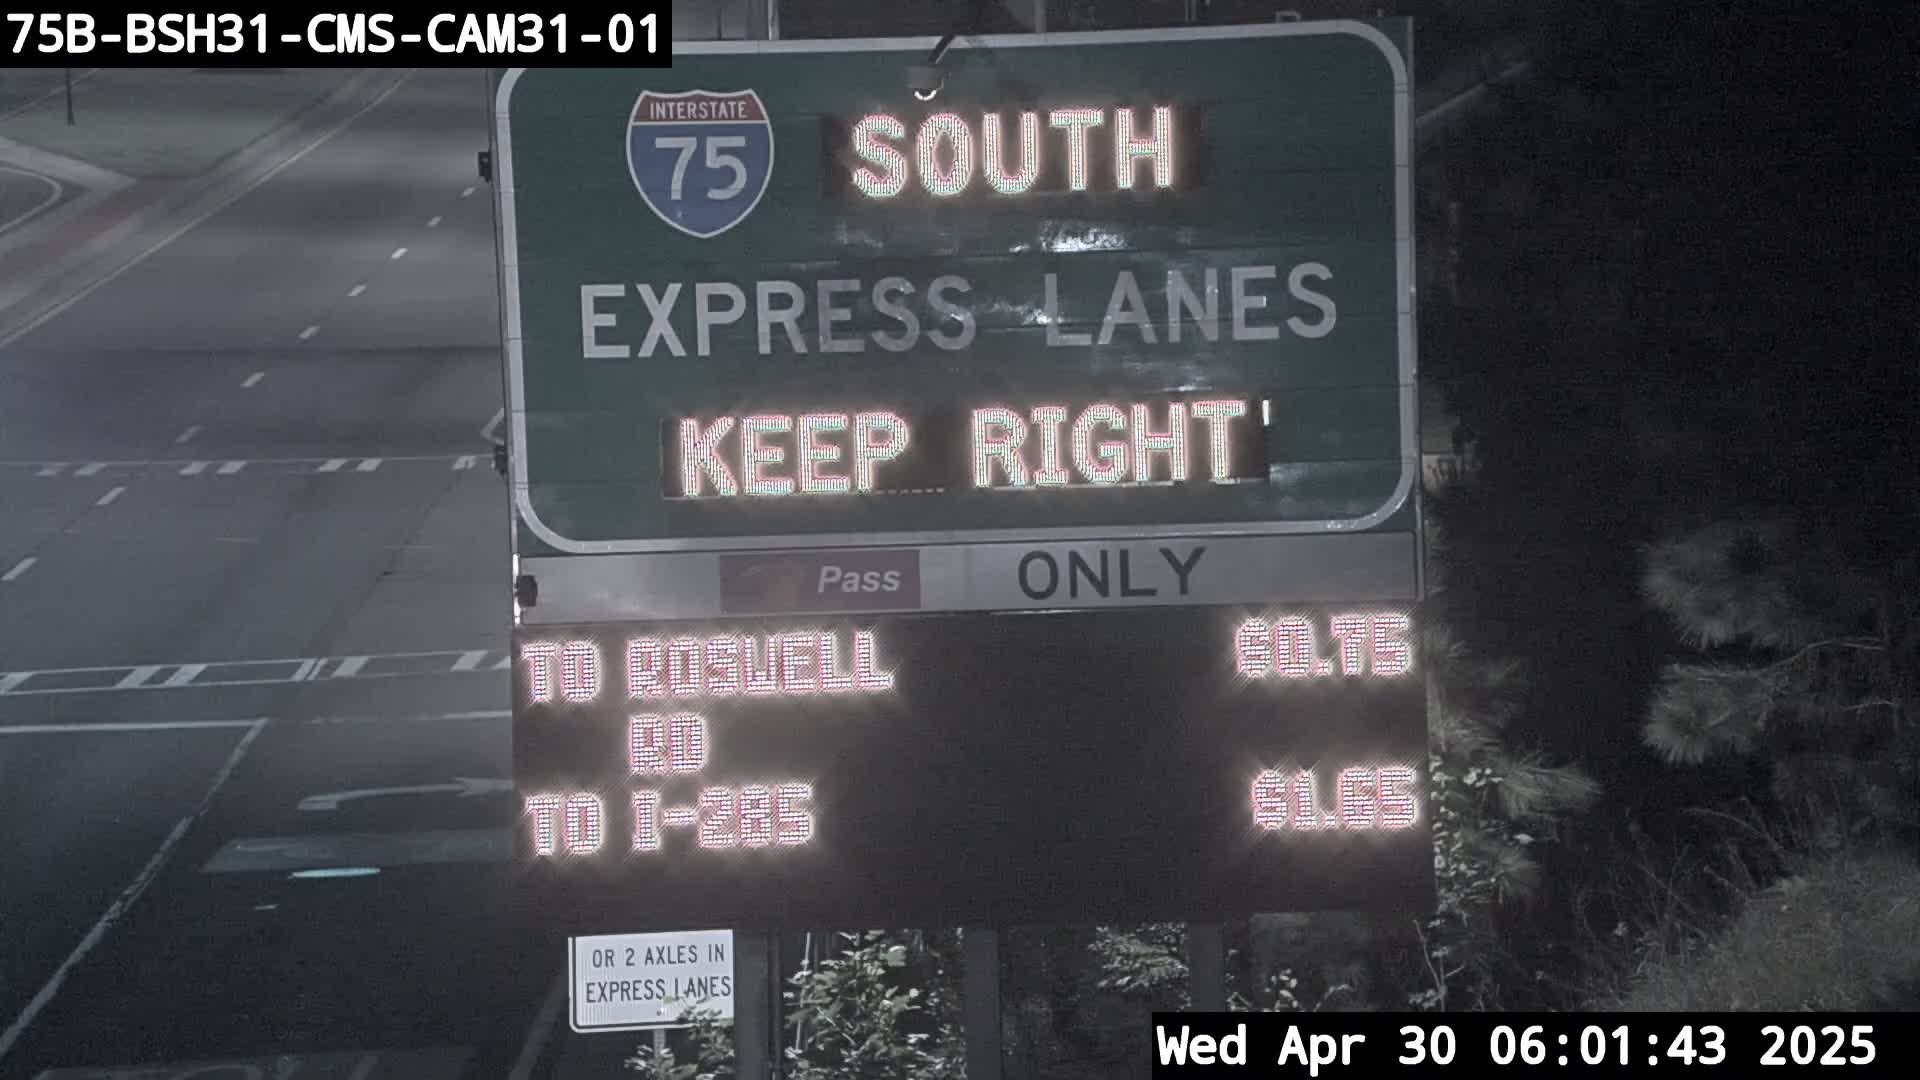 75B-BSH31-CMS-CAM31-01
INTERSTATE
75
SOUTH
EXPRESS LANES
KEEP RIGHT
Pass ONLY
TO ROSWELL $0.75
RD
TO I-285 $1.65
OR 2 AXLES IN
EXPRESS LANES
Wed Apr 30 06:01:43 2025